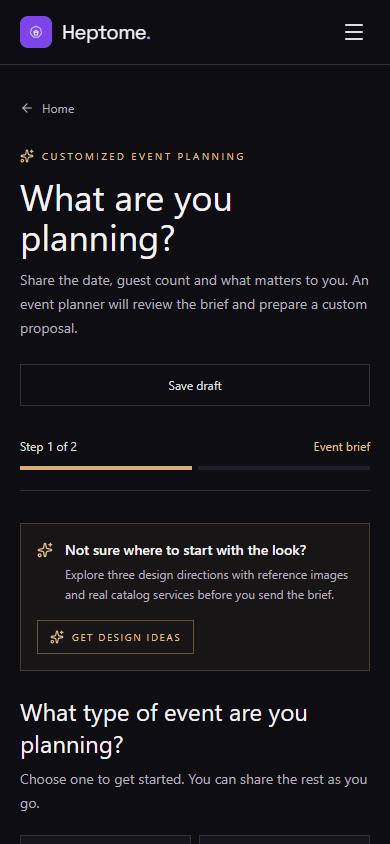 Heptome.
Home
CUSTOMIZED EVENT PLANNING
What are you
planning?
Share the date, guest count and what matters to you. An
event planner will review the brief and prepare a custom
proposal.
Save draft
Step 1 of 2
Event brief
Not sure where to start with the look?
Explore three design directions with reference images
and real catalog services before you send the brief.
GET DESIGN IDEAS
What type of event are you
planning?
Choose one to get started. You can share the rest as you
go.